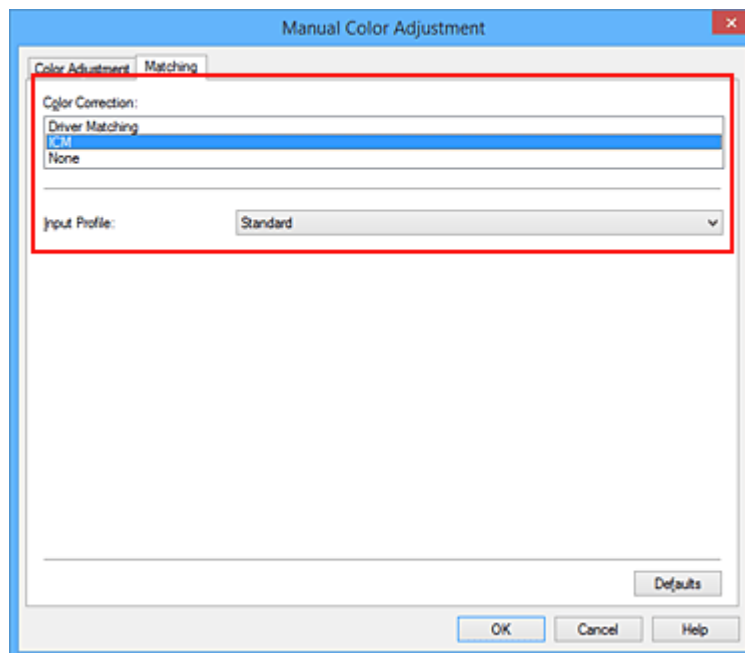 Manual Color Adjustment
Color Adjustment Matching
Color Correction:
Driver Matching
ICM
None
Input Profile: Standard
Defaults
OK Cancel Help